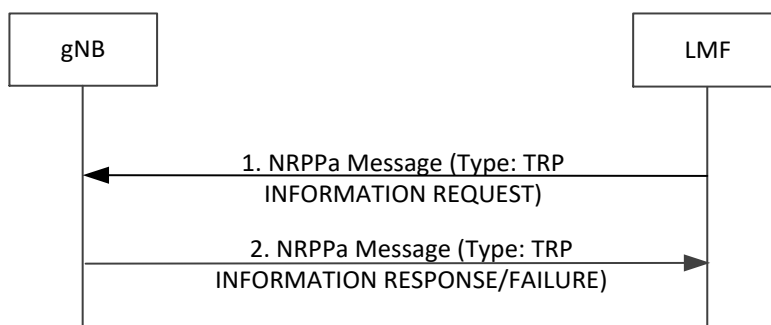 gNB
LMF
1. NRPPa Message (Type: TRP
INFORMATION REQUEST)
2. NRPPa Message (Type: TRP
INFORMATION RESPONSE/FAILURE)